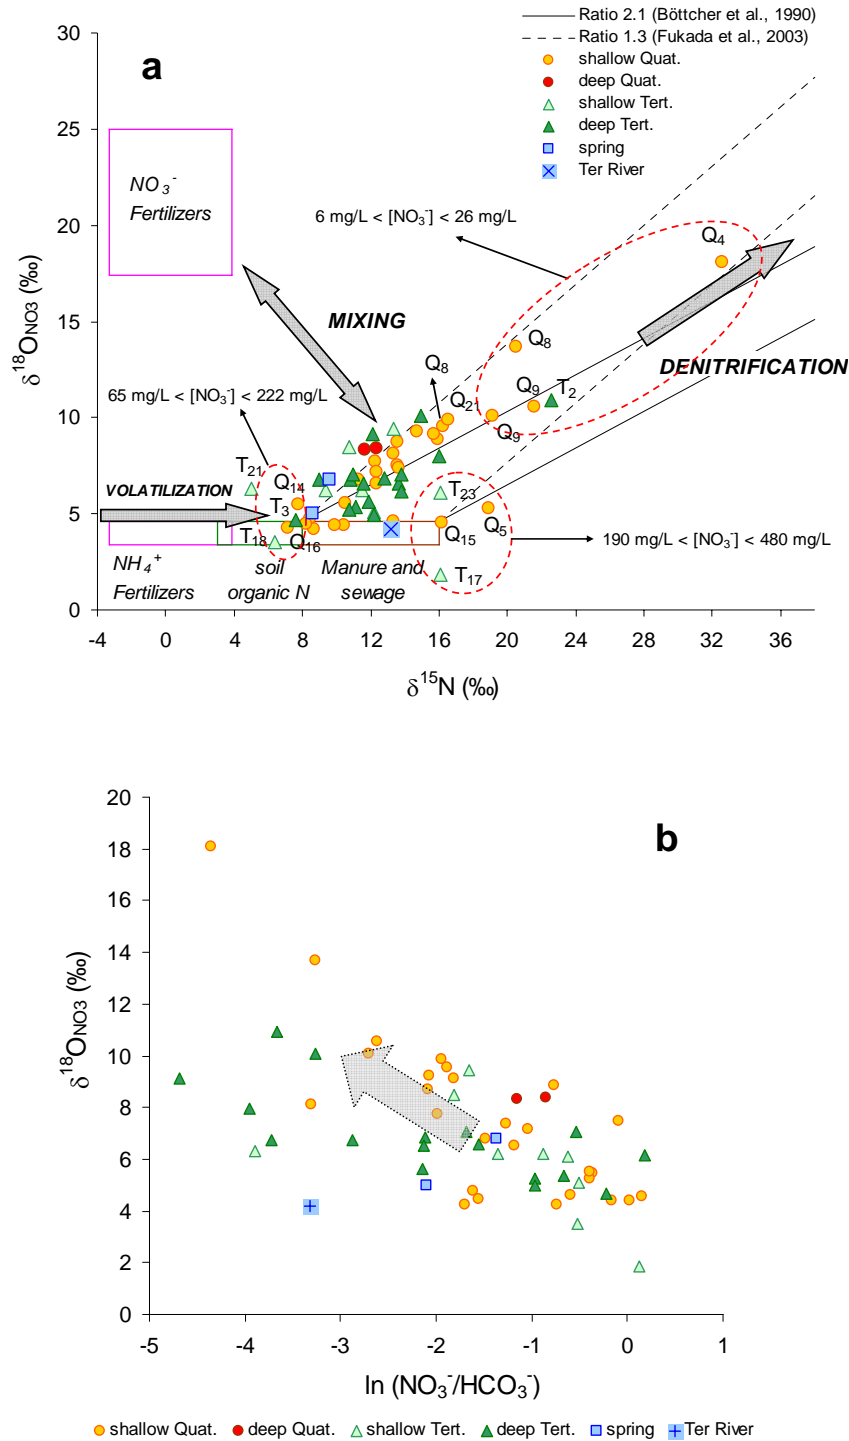 Ratio 2.1 (Böttcher et al., 1990)
Ratio 1.3 (Fukada et al., 2003)
shallow Quat.
deep Quat.
shallow Tert.
deep Tert.
spring
Ter River
a
30
25
20
15
10
5
0
δ¹⁸O_NO3 (‰)
NO₃⁻
Fertilizers
6 mg/L < [NO₃⁻] < 26 mg/L
Q₄
MIXING
Q₈
Q₈
DENITRIFICATION
65 mg/L < [NO₃⁻] < 222 mg/L
Q₂₁
Q₉
T₂
Q₉
T₂₁
Q₁₄
T₂₃
VOLATILIZATION
T₃
Q₅
T₁₈
Q₁₆
Q₁₅
190 mg/L < [NO₃⁻] < 480 mg/L
NH₄⁺
Fertilizers
soil
organic N
Manure and
sewage
T₁₇
-4 0 4 8 12 16 20 24 28 32 36
δ¹⁵N (‰)
b
20
18
16
14
12
10
8
6
4
2
0
δ¹⁸O_NO3 (‰)
-5 -4 -3 -2 -1 0 1
ln (NO₃⁻/HCO₃⁻)
shallow Quat. deep Quat. shallow Tert. deep Tert. spring Ter River